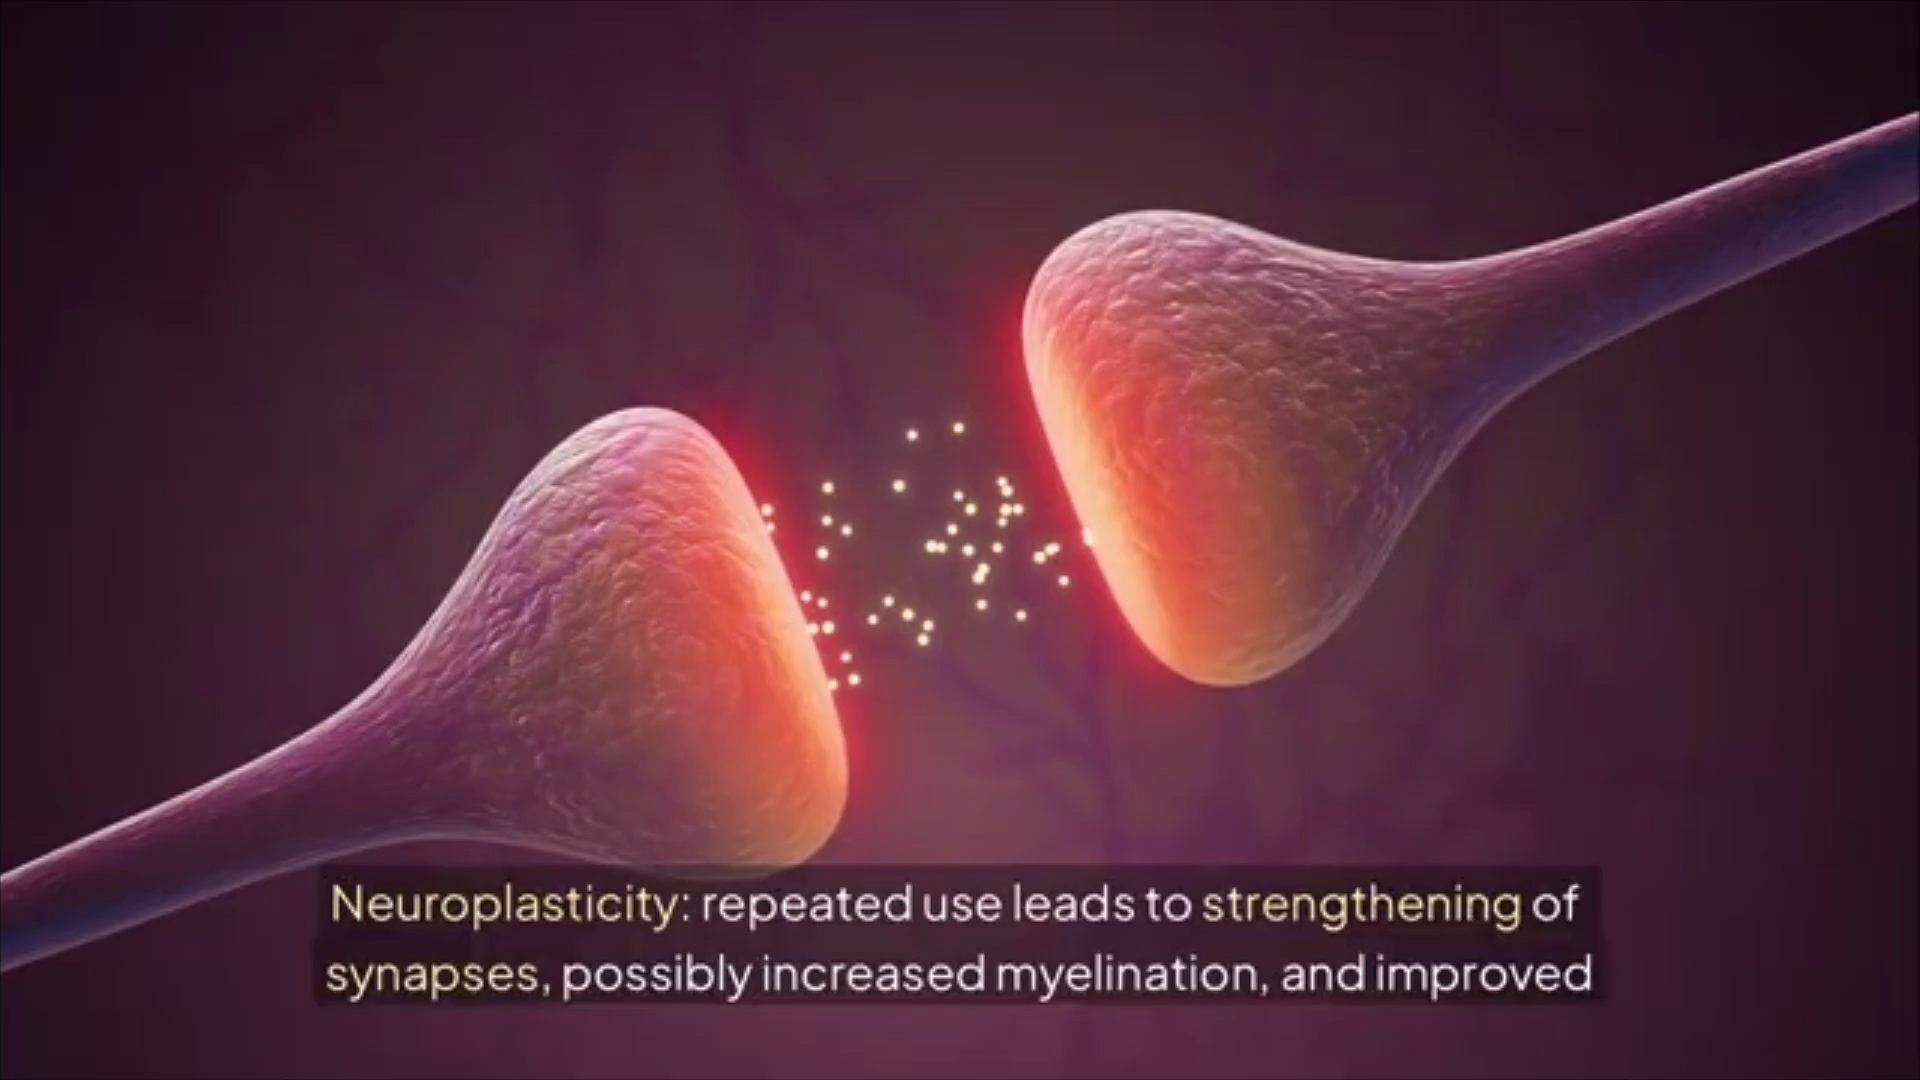 Neuroplasticity: repeated use leads to strengthening of
synapses, possibly increased myelination, and improved